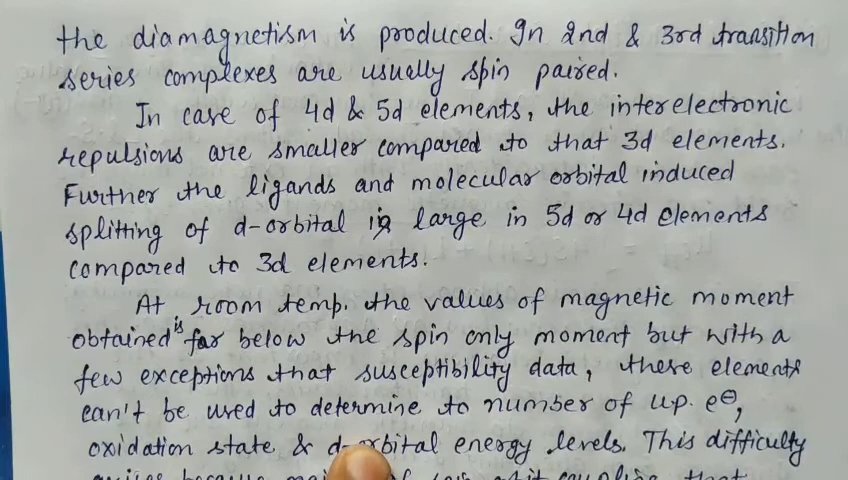 the diamagnetism is produced. In 2nd & 3rd transition
series complexes are usually spin paired.
In case of 4d & 5d elements, the interelectronic
repulsions are smaller compared to that 3d elements.
Further the ligands and molecular orbital induced
splitting of d-orbital is large in 5d or 4d elements
compared to 3d elements.
At room temp. the values of magnetic moment
obtained is far below the spin only moment but with a
few exceptions that susceptibility data, these elements
can't be used to determine to number of up. e⊖,
oxidation state & d-orbital energy levels. This difficulty
arises because that